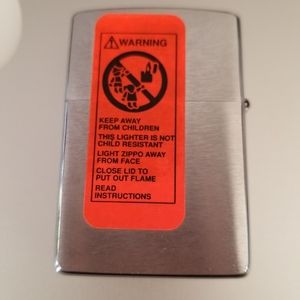 WARNING
KEEP AWAY
FROM CHILDREN
THIS LIGHTER IS NOT
CHILD RESISTANT
LIGHT ZIPPO AWAY
FROM FACE
CLOSE LID TO
PUT OUT FLAME
READ
INSTRUCTIONS